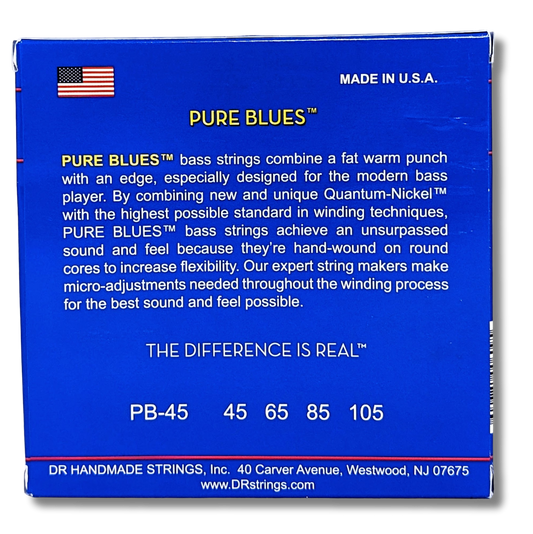 MADE IN U.S.A.
PURE BLUES™
PURE BLUES™ bass strings combine a fat warm punch
with an edge, especially designed for the modern bass
player. By combining new and unique Quantum-Nickel™
with the highest possible standard in winding techniques,
PURE BLUES™ bass strings achieve an unsurpassed
sound and feel because they're hand-wound on round
cores to increase flexibility. Our expert string makers make
micro-adjustments needed throughout the winding process
for the best sound and feel possible.
THE DIFFERENCE IS REAL™
PB-45 45 65 85 105
DR HANDMADE STRINGS, Inc. 40 Carver Avenue, Westwood, NJ 07675
www.DRstrings.com